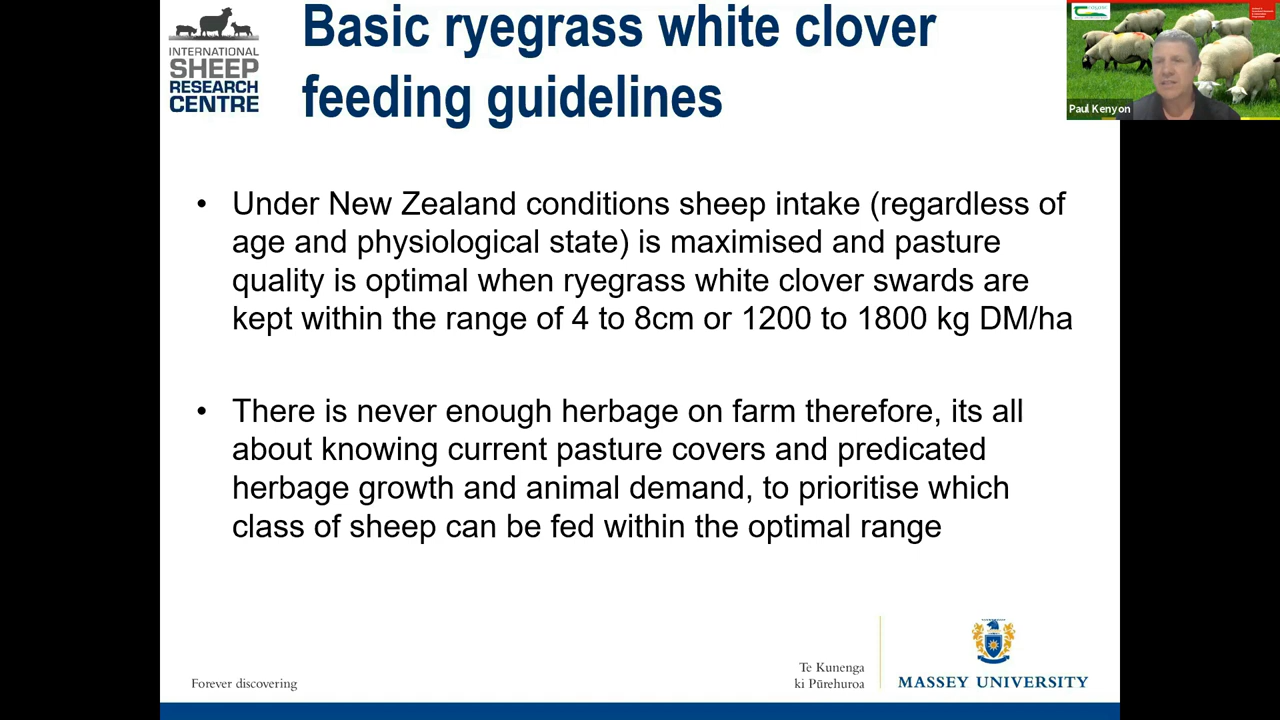 Basic ryegrass white clover
feeding guidelines
INTERNATIONAL
SHEEP
RESEARCH
CENTRE
Paul Kenyon
• Under New Zealand conditions sheep intake (regardless of
age and physiological state) is maximised and pasture
quality is optimal when ryegrass white clover swards are
kept within the range of 4 to 8cm or 1200 to 1800 kg DM/ha
• There is never enough herbage on farm therefore, its all
about knowing current pasture covers and predicated
herbage growth and animal demand, to prioritise which
class of sheep can be fed within the optimal range
Forever discovering
Te Kunenga
ki Pūrehuroa
MASSEY UNIVERSITY